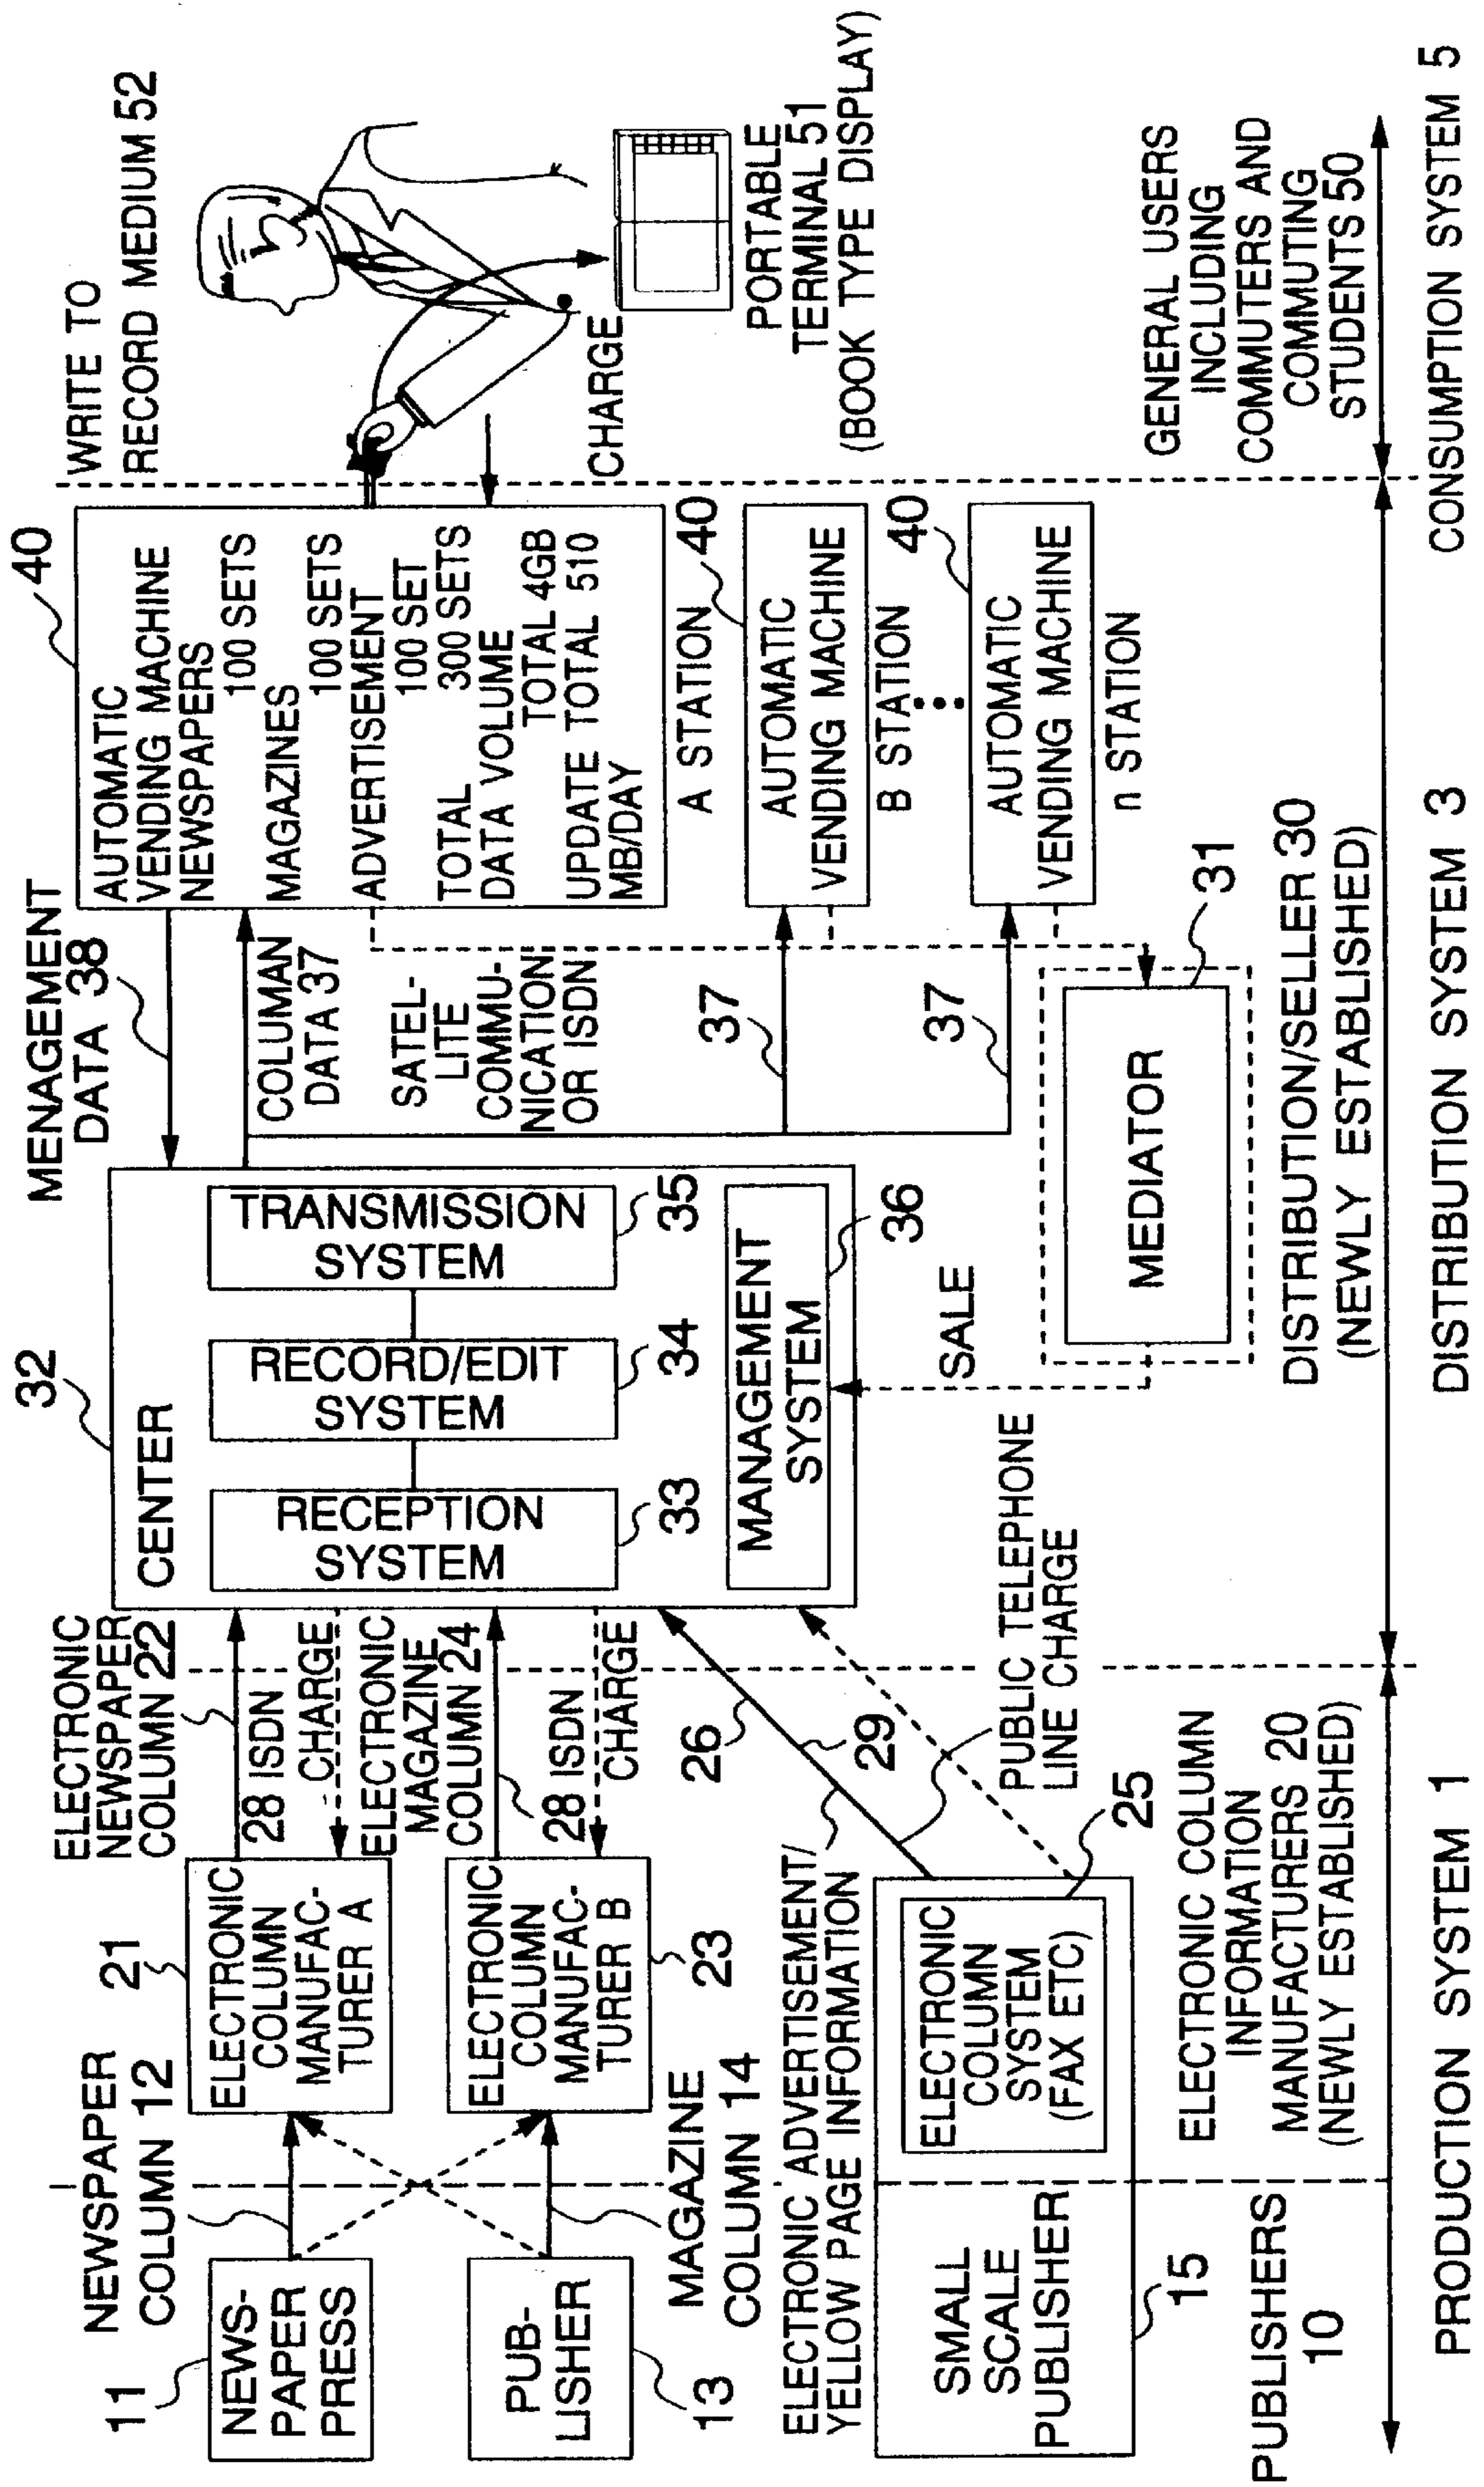 11
NEWS-
PAPER
PRESS
NEWSPAPER
COLUMN 12
PUB-
LISHER
13
MAGAZINE
COLUMN 14
SMALL
SCALE
PUBLISHER
15
PUBLISHERS
10
21
ELECTRONIC
COLUMN
MANUFAC-
TURER A
ELECTRONIC
COLUMN
MANUFAC-
TURER B
23
ELECTRONIC ADVERTISEMENT/
YELLOW PAGE INFORMATION
ELECTRONIC
COLUMN
SYSTEM
(FAX ETC)
25
ELECTRONIC COLUMN
INFORMATION
MANUFACTURERS 20
(NEWLY ESTABLISHED)
PRODUCTION SYSTEM 1
ELECTRONIC
NEWSPAPER
COLUMN 22
28 ISDN
CHARGE
ELECTRONIC
MAGAZINE
COLUMN 24
28 ISDN
CHARGE
26
29
PUBLIC TELEPHONE
LINE CHARGE
32
CENTER
RECEPTION
SYSTEM
33
RECORD/EDIT
SYSTEM
34
TRANSMISSION
SYSTEM
35
MANAGEMENT
SYSTEM
36
SALE
MENAGEMENT
DATA 38
COLUMAN
DATA 37
SATEL-
LITE
COMMU-
NICATION
OR ISDN
37
37
MEDIATOR
31
DISTRIBUTION/SELLER 30
(NEWLY ESTABLISHED)
DISTRIBUTION SYSTEM 3
40
AUTOMATIC
VENDING MACHINE
NEWSPAPERS
100 SETS
MAGAZINES
100 SETS
ADVERTISEMENT
100 SET
TOTAL 300 SETS
DATA VOLUME
TOTAL 4GB
UPDATE TOTAL 510
MB/DAY
A STATION
40
AUTOMATIC
VENDING MACHINE
B STATION
40
AUTOMATIC
VENDING MACHINE
n STATION
WRITE TO
RECORD MEDIUM 52
CHARGE
PORTABLE
TERMINAL 51
(BOOK TYPE DISPLAY)
GENERAL USERS
INCLUDING
COMMUTERS AND
COMMUTING
STUDENTS 50
CONSUMPTION SYSTEM 5